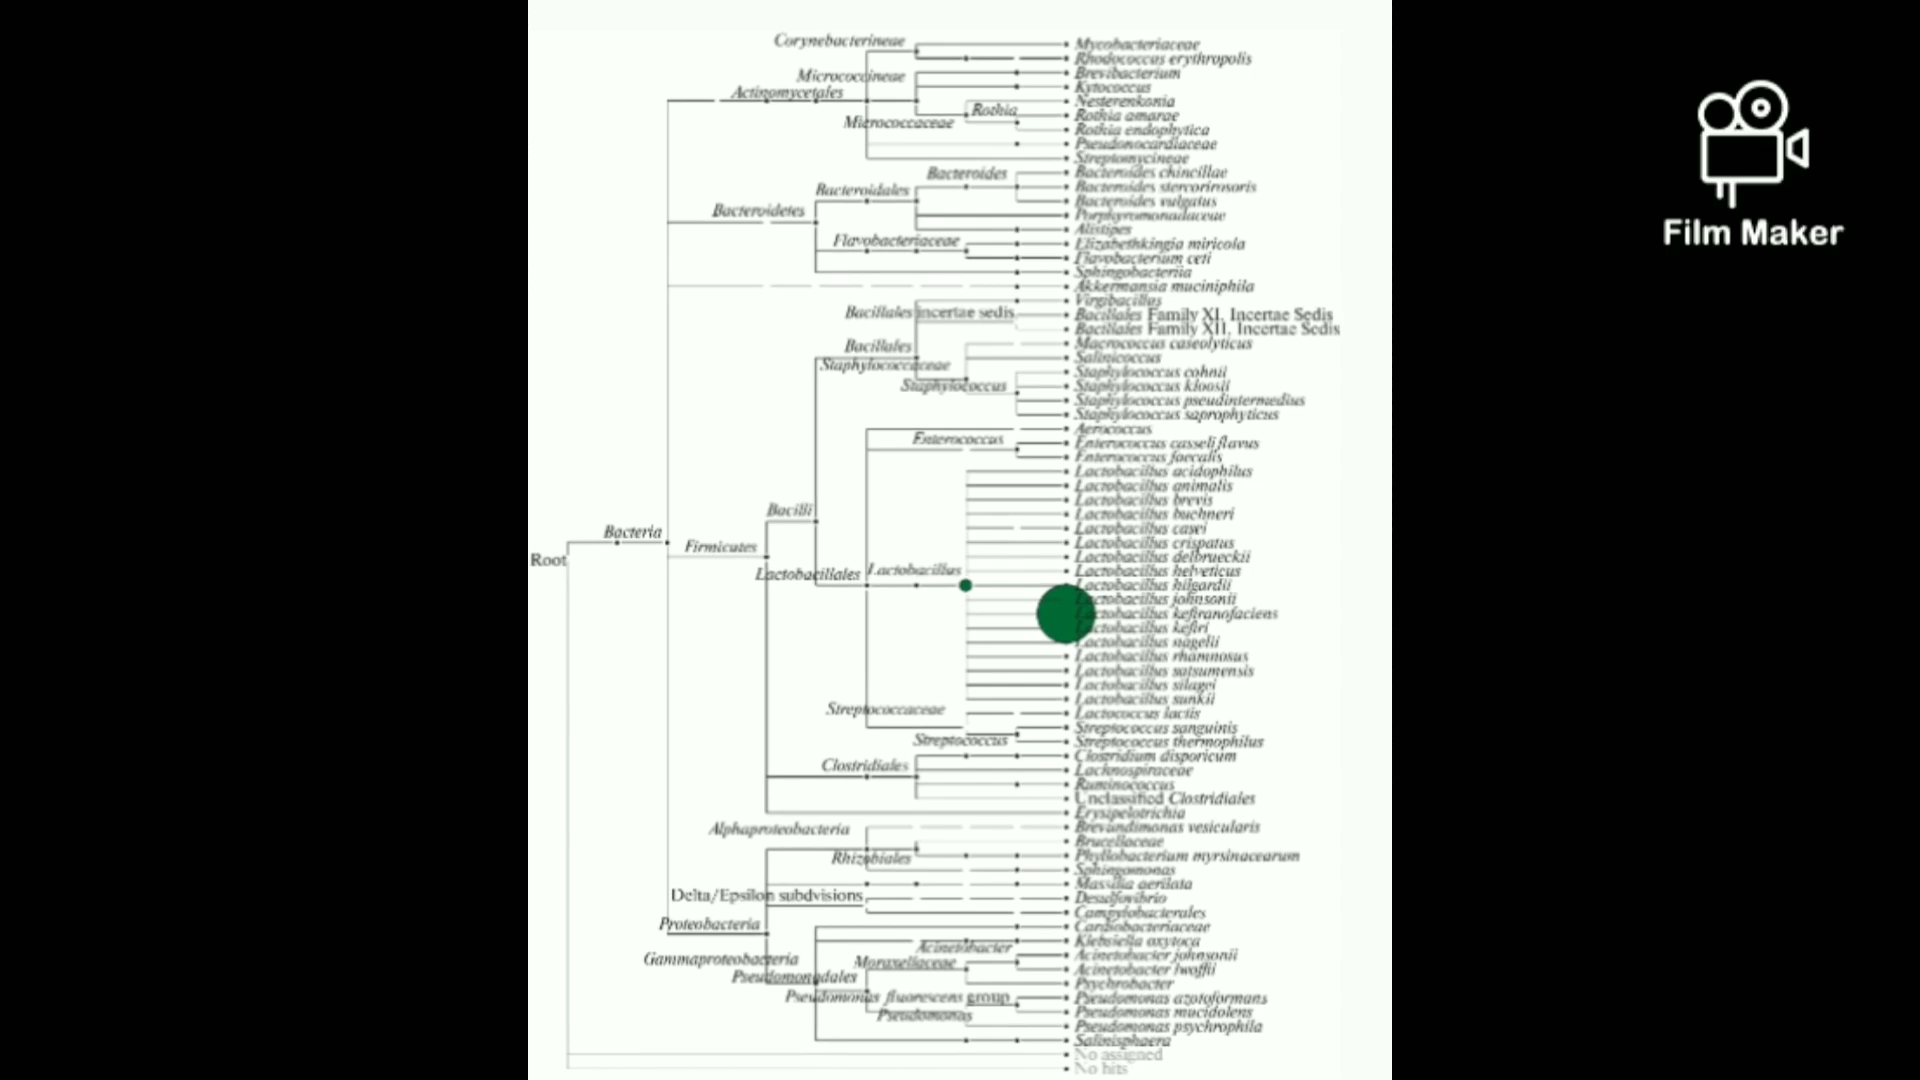 Corynebacterineae
Mycobacteriaceae
Rhodococcus erythropolis
Micrococcineae
Brevibacterium
Kytococcus
Actinomycetales
Nesterenkonia
Rothia
Rothia amarae
Micrococcaceae
Rothia endophytica
Pseudonocardiaceae
Streptomycineae
Bacteroides
Bacteroides chincillae
Bacteroidales
Bacteroides stercorirosoris
Bacteroides vulgatus
Bacteroidetes
Porphyromonadaceae
Alistipes
Flavobacteriaceae
Elizabethkingia miricola
Flavobacterium ceti
Sphingobacteriia
Akkermansia muciniphila
Virgibacillus
Bacillales incertae sedis
Bacillales Family XI. Incertae Sedis
Bacillales Family XII. Incertae Sedis
Bacillales
Macrococcus caseolyticus
Salinicoccus
Staphylococcaceae
Staphylococcus cohnii
Staphylococcus
Staphylococcus kloosii
Staphylococcus pseudintermedius
Staphylococcus saprophyticus
Aerococcus
Enterococcus
Enterococcus casseliflavus
Enterococcus faecalis
Lactobacillus acidophilus
Lactobacillus animalis
Lactobacillus brevis
Bacilli
Lactobacillus buchneri
Lactobacillus casei
Bacteria
Lactobacillus crispatus
Firmicutes
Lactobacillus delbrueckii
Root
Lactobacillales
Lactobacillus
Lactobacillus helveticus
Lactobacillus hilgardii
Lactobacillus johnsonii
Lactobacillus kefiranofaciens
Lactobacillus kefiri
Lactobacillus nagelii
Lactobacillus rhamnosus
Lactobacillus satsumensis
Lactobacillus silagei
Lactobacillus sunkii
Streptococcaceae
Lactococcus lactis
Streptococcus sanguinis
Streptococcus
Streptococcus thermophilus
Clostridium disporicum
Clostridiales
Lachnospiraceae
Ruminococcus
Unclassified Clostridiales
Erysipelotrichia
Alphaproteobacteria
Brevundimonas vesicularis
Brucellaceae
Rhizobiales
Phyllobacterium myrsinacearum
Sphingomonas
Massilia aerilata
Delta/Epsilon subdvisions
Desulfovibrio
Campylobacterales
Proteobacteria
Cardiobacteriaceae
Acinetobacter
Klebsiella oxytoca
Gammaproteobacteria
Moraxellaceae
Acinetobacter johnsonii
Acinetobacter lwoffii
Pseudomonadales
Psychrobacter
Pseudomonas fluorescens group
Pseudomonas azotoformans
Pseudomonas
Pseudomonas mucidolens
Pseudomonas psychrophila
Salinisphaera
No assigned
No hits
Film Maker